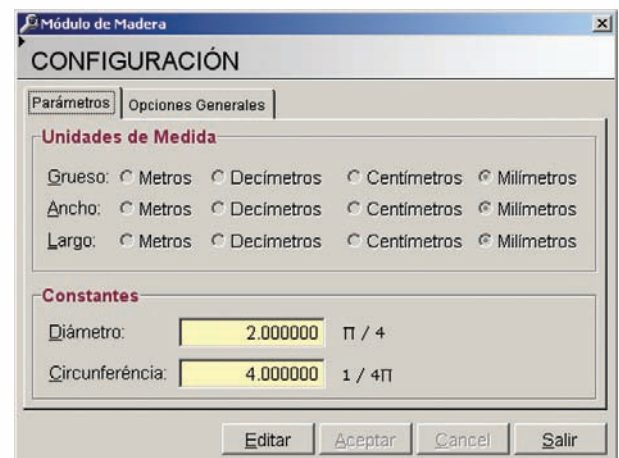 Módulo de Madera
CONFIGURACIÓN
Parámetros Opciones Generales
Unidades de Medida
Grueso: Metros Decímetros Centímetros Milímetros
Ancho: Metros Decímetros Centímetros Milímetros
Largo: Metros Decímetros Centímetros Milímetros
Constantes
Diámetro: 2.000000 Π / 4
Circunferéncia: 4.000000 1 / 4Π
Editar Aceptar Cancel Salir